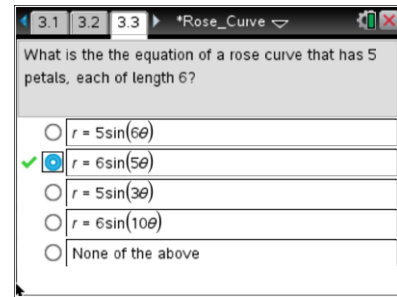 3.1 3.2 3.3 *Rose_Curve
What is the the equation of a rose curve that has 5
petals, each of length 6?
r = 5sin(6θ)
r = 6sin(5θ)
r = 5sin(3θ)
r = 6sin(10θ)
None of the above